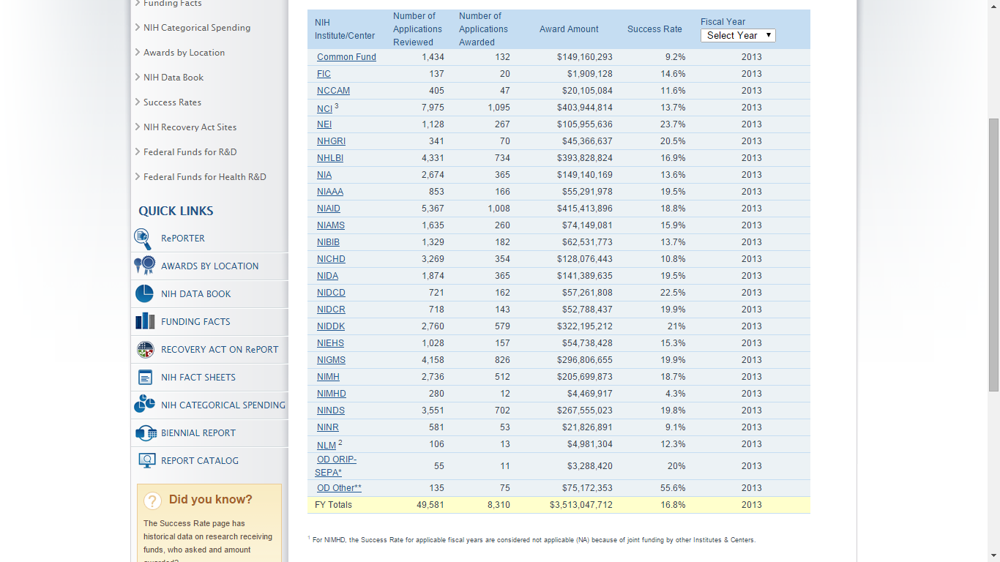 Funding Facts
NIH Categorical Spending
Awards by Location
NIH Data Book
Success Rates
NIH Recovery Act Sites
Federal Funds for R&D
Federal Funds for Health R&D
QUICK LINKS
RePORTER
AWARDS BY LOCATION
NIH DATA BOOK
FUNDING FACTS
RECOVERY ACT ON RePORT
NIH FACT SHEETS
NIH CATEGORICAL SPENDING
BIENNIAL REPORT
REPORT CATALOG
? Did you know?
The Success Rate page has
historical data on research receiving
funds, who asked and amount
awarded?
NIH Institute/Center Number of Applications Reviewed Number of Applications Awarded Award Amount Success Rate Fiscal Year Select Year
Common Fund 1,434 132 $149,160,293 9.2% 2013
FIC 137 20 $1,909,128 14.6% 2013
NCCAM 405 47 $20,105,084 11.6% 2013
NCI 3 7,975 1,095 $403,944,814 13.7% 2013
NEI 1,128 267 $105,955,636 23.7% 2013
NHGRI 341 70 $45,366,637 20.5% 2013
NHLBI 4,331 734 $393,828,824 16.9% 2013
NIA 2,674 365 $149,140,169 13.6% 2013
NIAAA 853 166 $55,291,978 19.5% 2013
NIAID 5,367 1,008 $415,413,896 18.8% 2013
NIAMS 1,635 260 $74,149,081 15.9% 2013
NIBIB 1,329 182 $62,531,773 13.7% 2013
NICHD 3,269 354 $128,076,443 10.8% 2013
NIDA 1,874 365 $141,389,635 19.5% 2013
NIDCD 721 162 $57,261,808 22.5% 2013
NIDCR 718 143 $52,788,437 19.9% 2013
NIDDK 2,760 579 $322,195,212 21% 2013
NIEHS 1,028 157 $54,738,428 15.3% 2013
NIGMS 4,158 826 $296,806,655 19.9% 2013
NIMH 2,736 512 $205,699,873 18.7% 2013
NIMHD 280 12 $4,469,917 4.3% 2013
NINDS 3,551 702 $267,555,023 19.8% 2013
NINR 581 53 $21,826,891 9.1% 2013
NLM 2 106 13 $4,981,304 12.3% 2013
OD ORIP-SEPA* 55 11 $3,288,420 20% 2013
OD Other** 135 75 $75,172,353 55.6% 2013
FY Totals 49,581 8,310 $3,513,047,712 16.8% 2013
1 For NIMHD, the Success Rate for applicable fiscal years are considered not applicable (NA) because of joint funding by other Institutes & Centers.